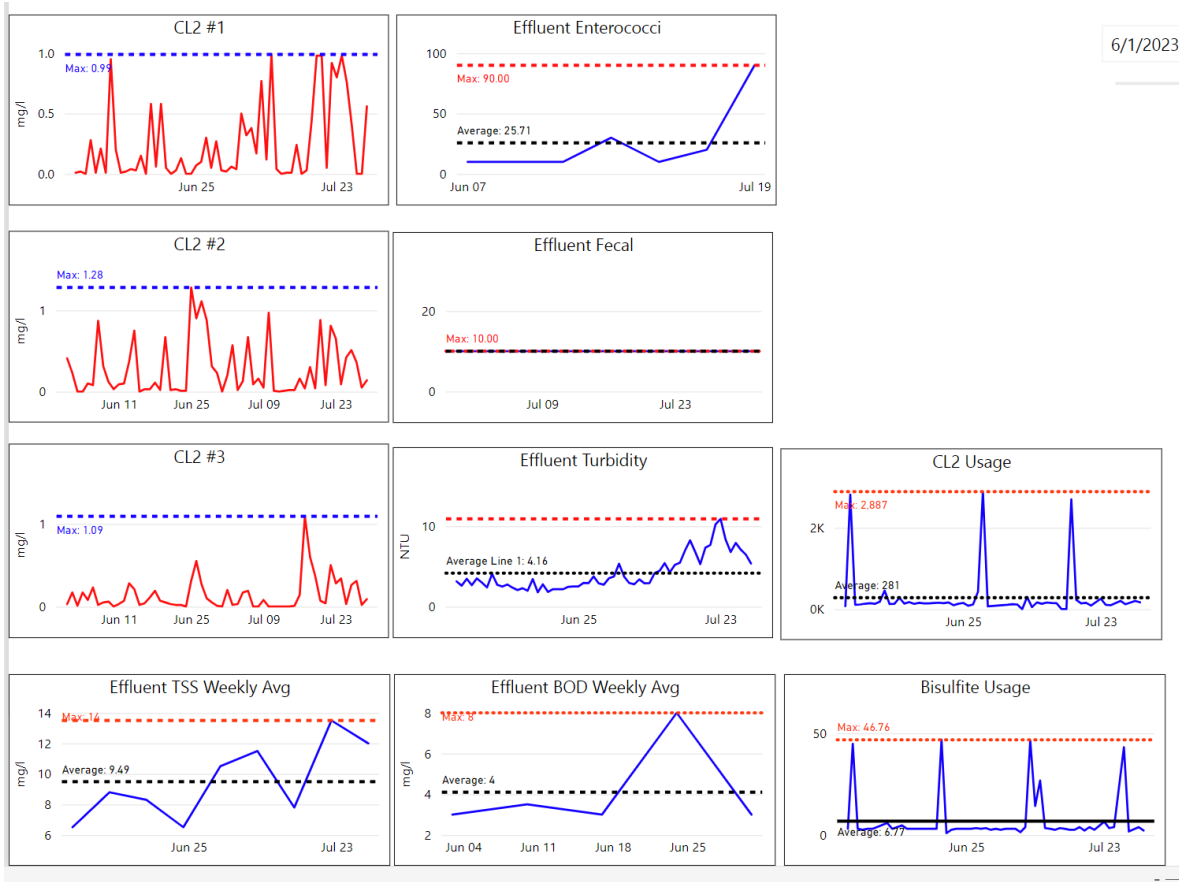 CL2 #1
1.0
Max: 0.99
mg/l
0.5
0.0
Jun 25
Jul 23
Effluent Enterococci
100
Max: 90.00
50
Average: 25.71
0
Jun 07
Jul 19
6/1/2023
CL2 #2
Max: 1.28
1
mg/l
0
Jun 11
Jun 25
Jul 09
Jul 23
Effluent Fecal
20
Max: 10.00
0
Jul 09
Jul 23
CL2 #3
1
Max: 1.09
mg/l
0
Jun 11
Jun 25
Jul 09
Jul 23
Effluent Turbidity
10
NTU
Average Line 1: 4.16
0
Jun 25
Jul 23
CL2 Usage
Max: 2,887
2K
Average: 281
0K
Jun 25
Jul 23
Effluent TSS Weekly Avg
14
Max: 14
12
mg/l
10
Average: 9.49
8
6
Jun 25
Jul 23
Effluent BOD Weekly Avg
8
Max: 8
6
mg/l
Average: 4
4
2
Jun 04
Jun 11
Jun 18
Jun 25
Bisulfite Usage
Max: 46.76
50
0
Average: 6.77
Jun 25
Jul 23